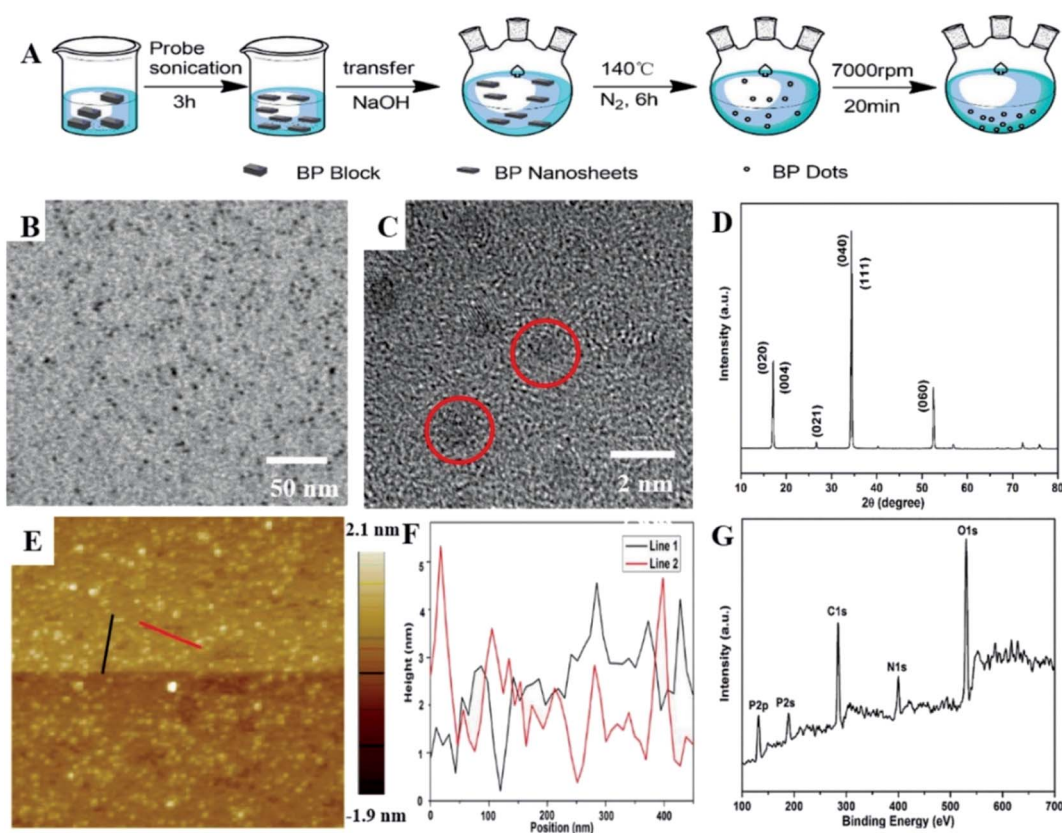 A
Probe
sonication
3h
transfer
NaOH
140℃
N₂, 6h
7000rpm
20min
BP Block
BP Nanosheets
BP Dots
B
50 nm
C
2 nm
D
Intensity (a.u.)
(020)
(004)
(021)
(040)
(111)
(060)
10 20 30 40 50 60 70 80
2θ (degree)
E
2.1 nm
-1.9 nm
F
Height (nm)
Line 1
Line 2
5
4
3
2
1
0
0 100 200 300 400
Position (nm)
G
Intensity (a.u.)
P2p
P2s
C1s
N1s
O1s
100 200 300 400 500 600 700
Binding Energy (eV)